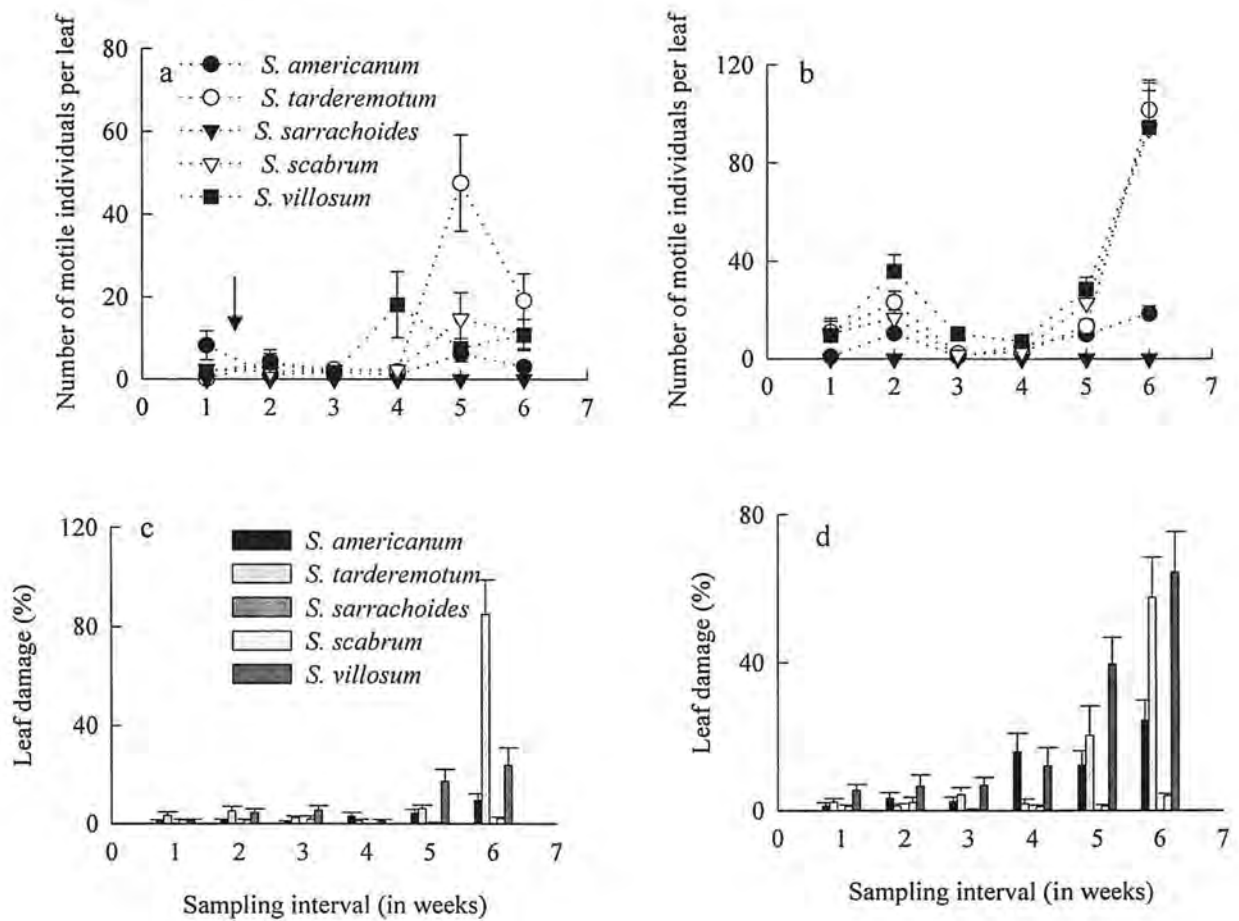 Number of motile individuals per leaf
80
60
40
20
0
a
S. americanum
S. tarderemotum
S. sarrachoides
S. scabrum
S. villosum
0 1 2 3 4 5 6 7
Number of motile individuals per leaf
120
80
40
0
b
0 1 2 3 4 5 6 7
Leaf damage (%)
120
80
40
0
c
S. americanum
S. tarderemotum
S. sarrachoides
S. scabrum
S. villosum
0 1 2 3 4 5 6 7
Sampling interval (in weeks)
Leaf damage (%)
80
40
0
d
0 1 2 3 4 5 6 7
Sampling interval (in weeks)